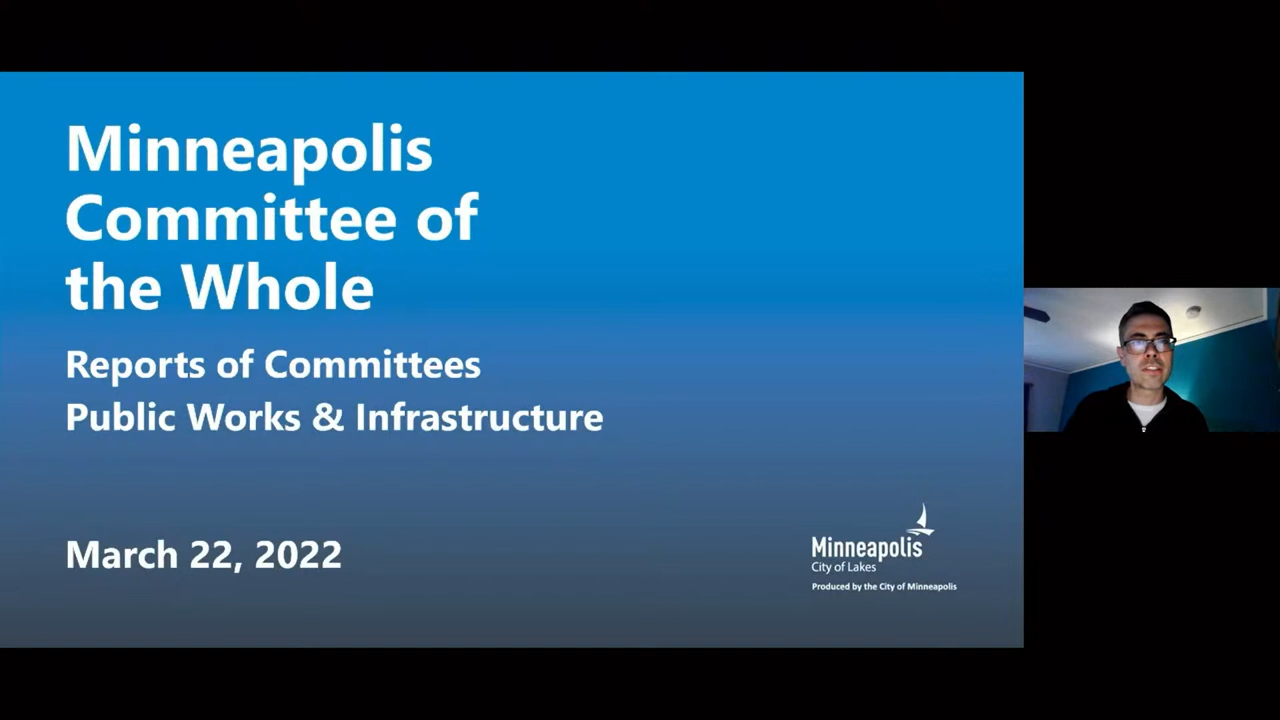 Minneapolis
Committee of
the Whole
Reports of Committees
Public Works & Infrastructure
March 22, 2022
Minneapolis
City of Lakes
Produced by the City of Minneapolis